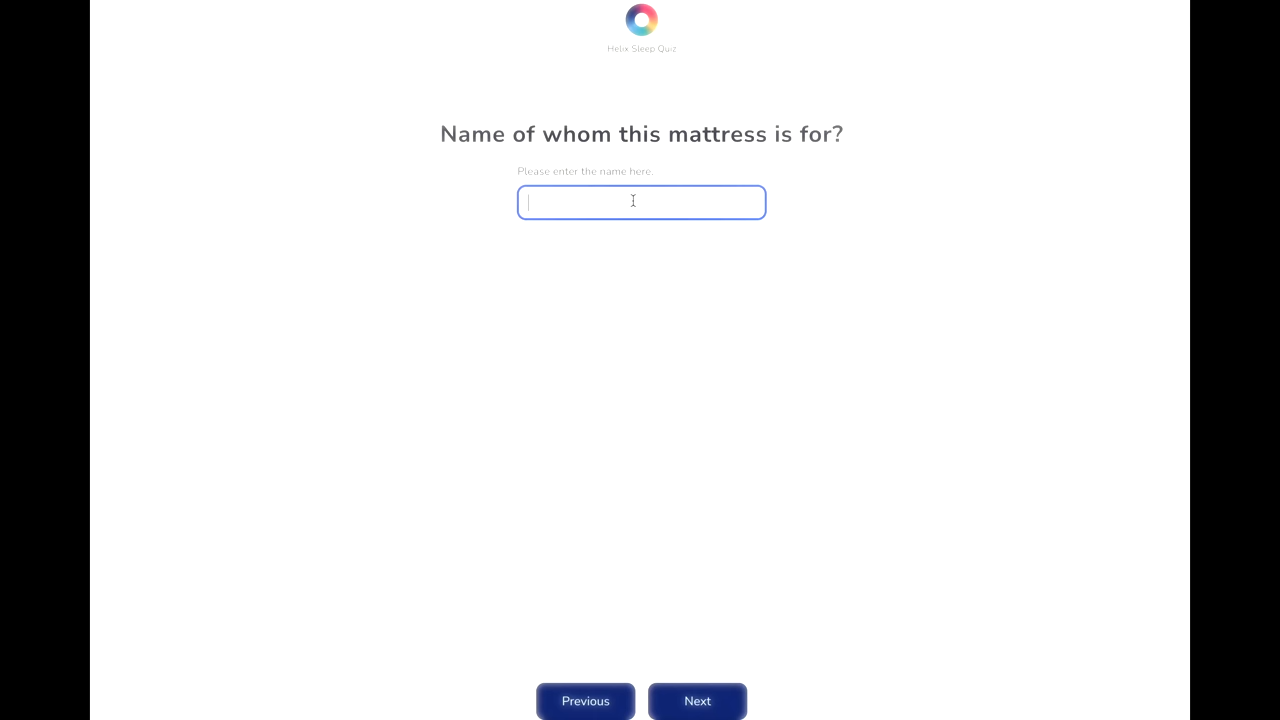 Helix Sleep Quiz
Name of whom this mattress is for?
Please enter the name here.
Previous
Next